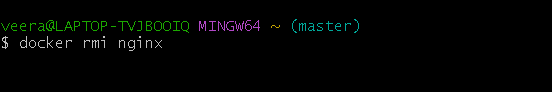 veera@LAPTOP-TVJBOOIQ MINGW64 ~ (master)
$ docker rmi nginx